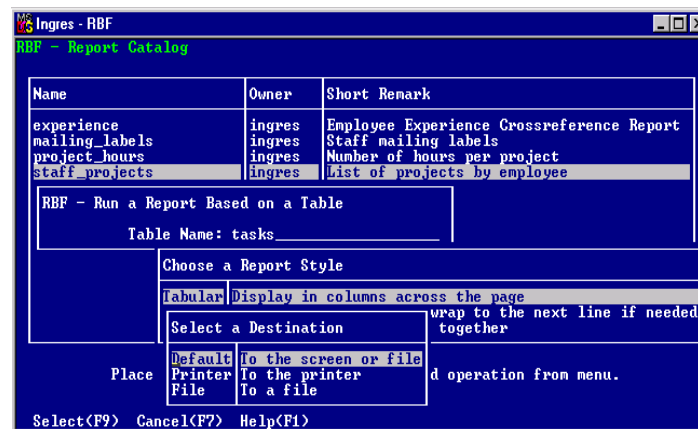 Ingres - RBF
RBF - Report Catalog
Name Owner Short Remark
experience ingres Employee Experience Crossreference Report
mailing_labels ingres Staff mailing labels
project_hours ingres Number of hours per project
staff_projects ingres List of projects by employee
RBF - Run a Report Based on a Table
Table Name: tasks
Choose a Report Style
Tabular Display in columns across the page
wrap to the next line if needed
Select a Destination together
Default To the screen or file
Place Printer To the printer d operation from menu.
File To a file
Select(F9) Cancel(F7) Help(F1)